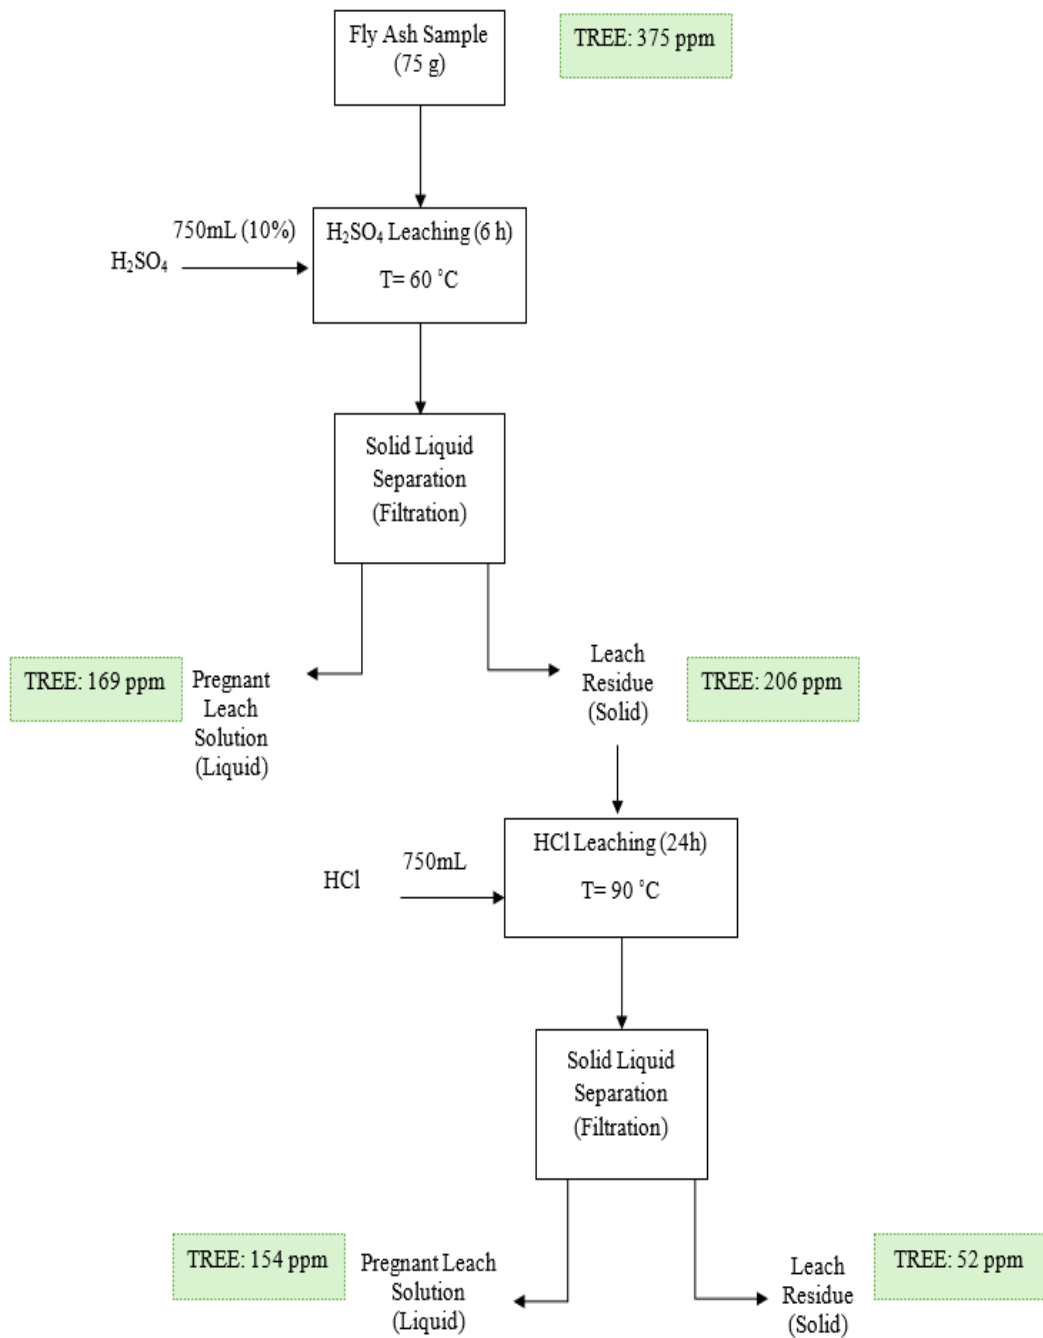 Fly Ash Sample
(75 g)
TREE: 375 ppm
750mL (10%)
H₂SO₄
H₂SO₄ Leaching (6 h)
T= 60 °C
Solid Liquid
Separation
(Filtration)
TREE: 169 ppm
Pregnant
Leach
Solution
(Liquid)
Leach
Residue
(Solid)
TREE: 206 ppm
HCl
750mL
HCl Leaching (24h)
T= 90 °C
Solid Liquid
Separation
(Filtration)
TREE: 154 ppm
Pregnant Leach
Solution
(Liquid)
Leach
Residue
(Solid)
TREE: 52 ppm